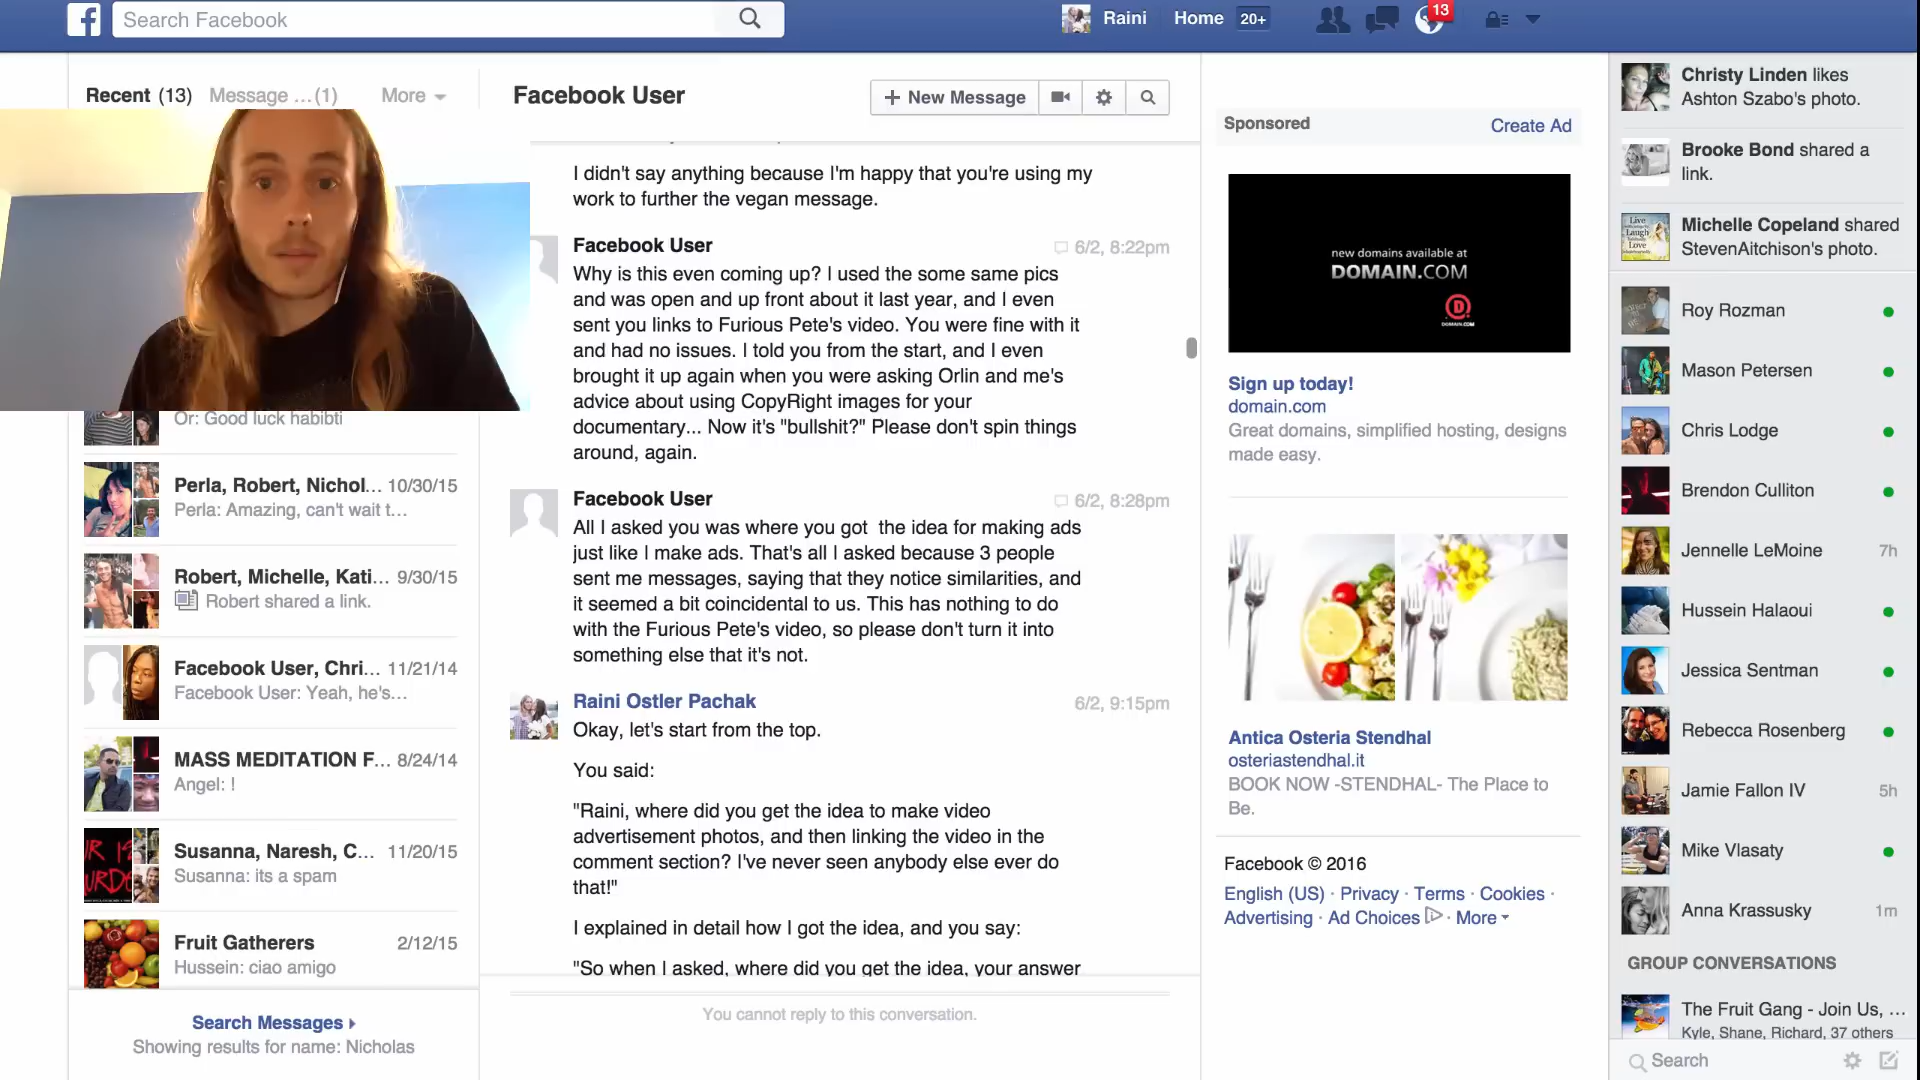 Search Facebook
Raini
Home 20+
13
Recent (13) Message ...(1) More
Or: Good luck habibti
Perla, Robert, Nichol... 10/30/15
Perla: Amazing, can't wait t...
Robert, Michelle, Kati... 9/30/15
Robert shared a link.
Facebook User, Chri... 11/21/14
Facebook User: Yeah, he's...
MASS MEDITATION F... 8/24/14
Angel: !
Susanna, Naresh, C... 11/20/15
Susanna: its a spam
Fruit Gatherers 2/12/15
Hussein: ciao amigo
Search Messages
Showing results for name: Nicholas
Facebook User
+ New Message
I didn't say anything because I'm happy that you're using my
work to further the vegan message.
Facebook User 6/2, 8:22pm
Why is this even coming up? I used the some same pics
and was open and up front about it last year, and I even
sent you links to Furious Pete's video. You were fine with it
and had no issues. I told you from the start, and I even
brought it up again when you were asking Orlin and me's
advice about using CopyRight images for your
documentary... Now it's "bullshit?" Please don't spin things
around, again.
Facebook User 6/2, 8:28pm
All I asked you was where you got  the idea for making ads
just like I make ads. That's all I asked because 3 people
sent me messages, saying that they notice similarities, and
it seemed a bit coincidental to us. This has nothing to do
with the Furious Pete's video, so please don't turn it into
something else that it's not.
Raini Ostler Pachak 6/2, 9:15pm
Okay, let's start from the top.
You said:
"Raini, where did you get the idea to make video
advertisement photos, and then linking the video in the
comment section? I've never seen anybody else ever do
that!"
I explained in detail how I got the idea, and you say:
"So when I asked, where did you get the idea, your answer
You cannot reply to this conversation.
Sponsored Create Ad
new domains available at
DOMAIN.COM
DOMAIN.COM
Sign up today!
domain.com
Great domains, simplified hosting, designs
made easy.
Antica Osteria Stendhal
osteriastendhal.it
BOOK NOW -STENDHAL- The Place to
Be.
Facebook © 2016
English (US) · Privacy · Terms · Cookies ·
Advertising · Ad Choices · More
Christy Linden likes
Ashton Szabo's photo.
Brooke Bond shared a
link.
Live
Laugh
Love
Michelle Copeland shared
StevenAitchison's photo.
Roy Rozman
Mason Petersen
Chris Lodge
Brendon Culliton
Jennelle LeMoine 7h
Hussein Halaoui
Jessica Sentman
Rebecca Rosenberg
Jamie Fallon IV 5h
Mike Vlasaty
Anna Krassusky 1m
GROUP CONVERSATIONS
The Fruit Gang - Join Us, ...
Kyle, Shane, Richard, 37 others
Search